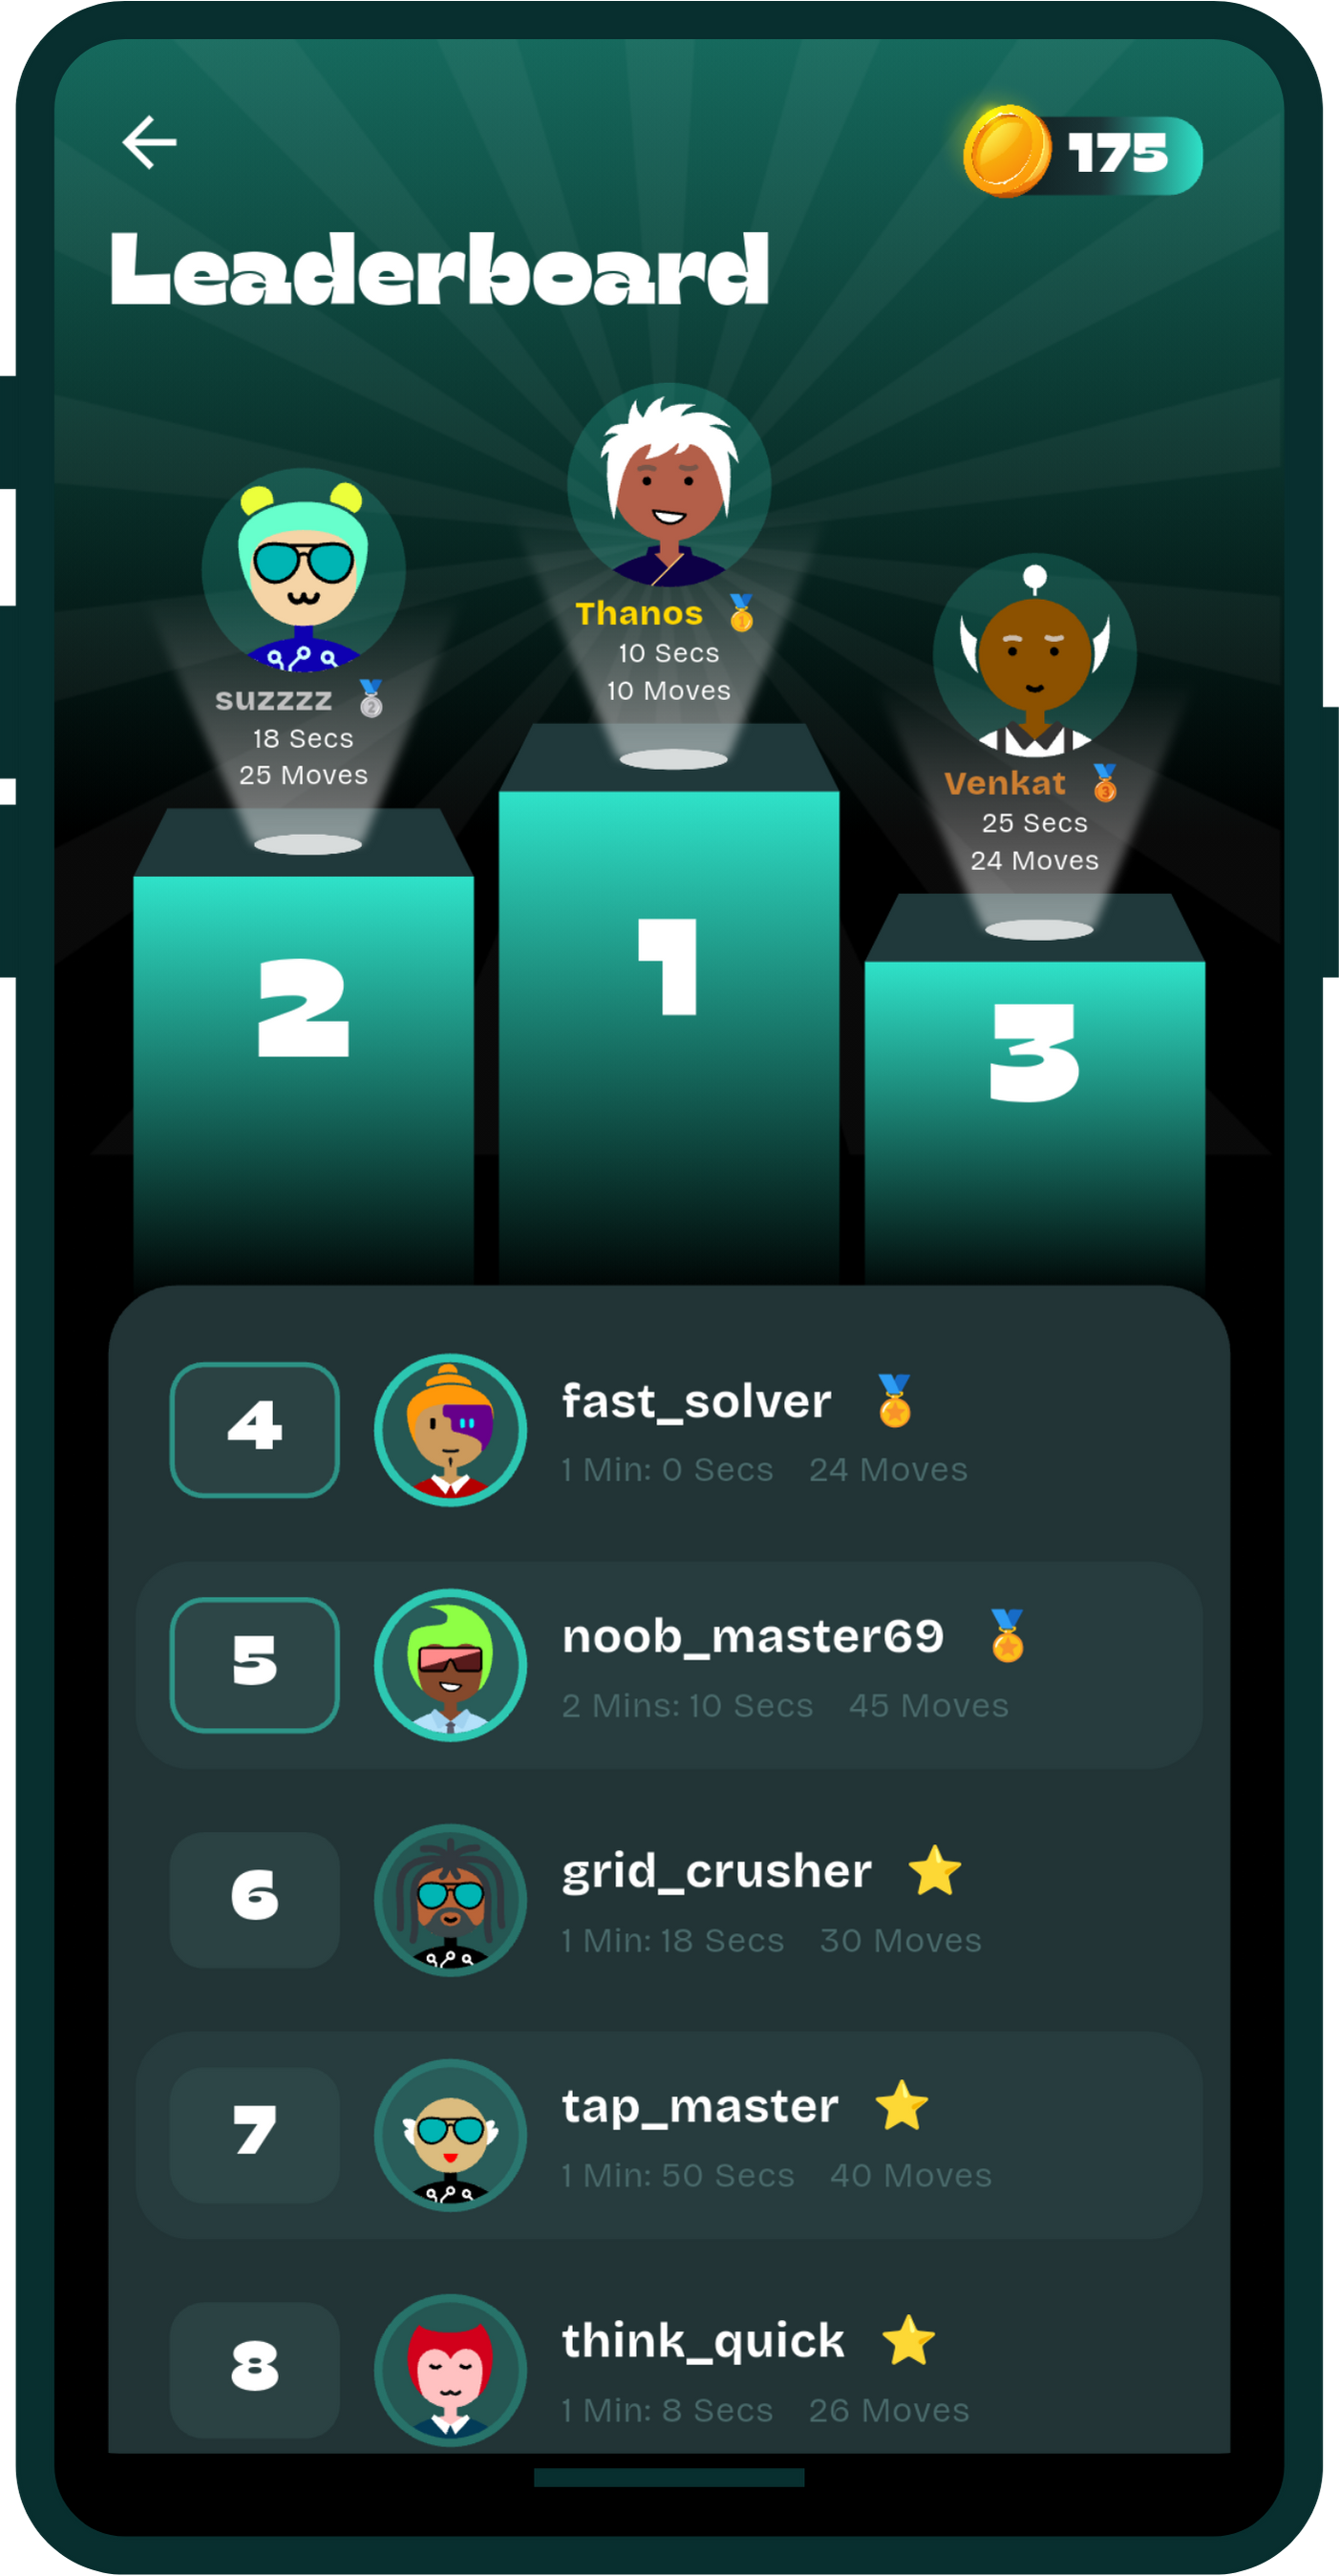 175
Leaderboard
Thanos
10 Secs
10 Moves
suzzzz
18 Secs
25 Moves
Venkat
25 Secs
24 Moves
2
1
3
4
fast_solver
1 Min: 0 Secs 24 Moves
5
noob_master69
2 Mins: 10 Secs 45 Moves
6
grid_crusher
1 Min: 18 Secs 30 Moves
7
tap_master
1 Min: 50 Secs 40 Moves
8
think_quick
1 Min: 8 Secs 26 Moves